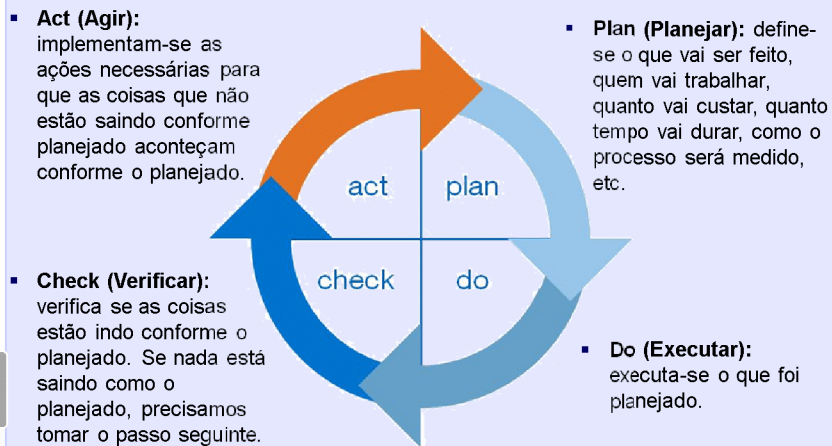 Act (Agir):
implementam-se as
ações necessárias para
que as coisas que não
estão saindo conforme
planejado aconteçam
conforme o planejado.
Plan (Planejar): define-
se o que vai ser feito,
quem vai trabalhar,
quanto vai custar, quanto
tempo vai durar, como o
processo será medido,
etc.
act
plan
check
do
Check (Verificar):
verifica se as coisas
estão indo conforme o
planejado. Se nada está
saindo como o
planejado, precisamos
tomar o passo seguinte.
Do (Executar):
executa-se o que foi
planejado.